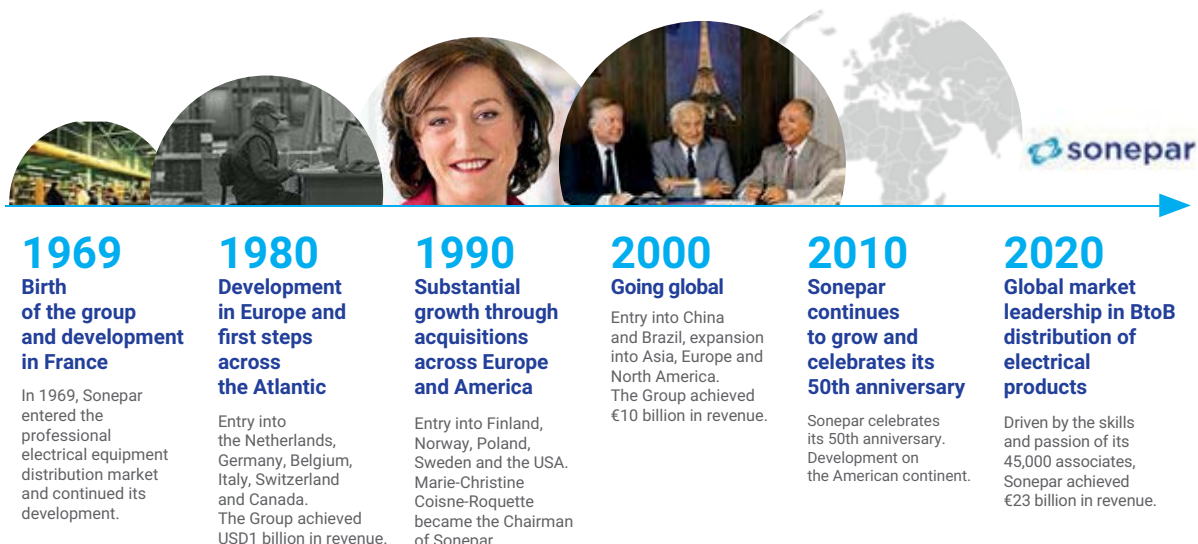 sonepar
1969
Birth
of the group
and development
in France
In 1969, Sonepar
entered the
professional
electrical equipment
distribution market
and continued its
development.
1980
Development
in Europe and
first steps
across
the Atlantic
Entry into
the Netherlands,
Germany, Belgium,
Italy, Switzerland
and Canada.
The Group achieved
USD1 billion in revenue.
1990
Substantial
growth through
acquisitions
across Europe
and America
Entry into Finland,
Norway, Poland,
Sweden and the USA.
Marie-Christine
Coisne-Roquette
became the Chairman
of Sonepar
2000
Going global
Entry into China
and Brazil, expansion
into Asia, Europe and
North America.
The Group achieved
€10 billion in revenue.
2010
Sonepar
continues
to grow and
celebrates its
50th anniversary
Sonepar celebrates
its 50th anniversary.
Development on
the American continent.
2020
Global market
leadership in BtoB
distribution of
electrical
products
Driven by the skills
and passion of its
45,000 associates,
Sonepar achieved
€23 billion in revenue.